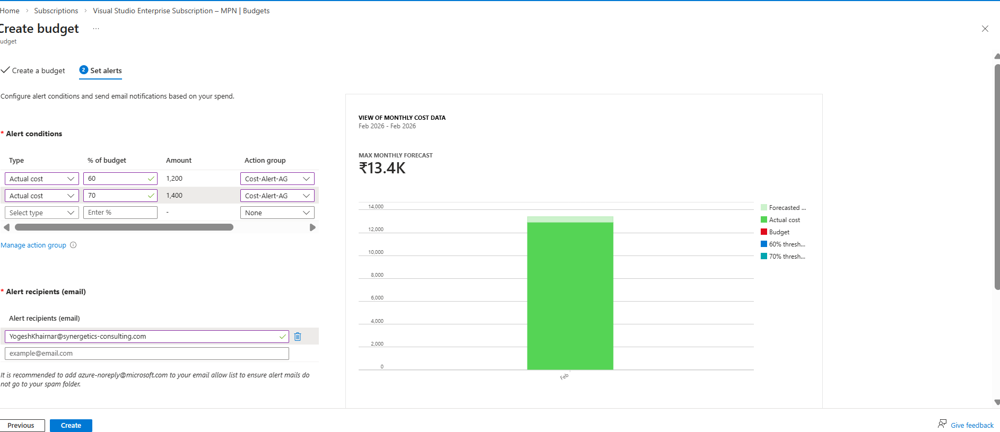 Home > Subscriptions > Visual Studio Enterprise Subscription – MPN | Budgets
Create budget ...
udget
Create a budget
2 Set alerts
Configure alert conditions and send email notifications based on your spend.
* Alert conditions
Type % of budget Amount Action group
Actual cost 60 1,200 Cost-Alert-AG
Actual cost 70 1,400 Cost-Alert-AG
Select type Enter % - None
Manage action group
* Alert recipients (email)
Alert recipients (email)
YogeshKhairnar@synergetics-consulting.com
example@email.com
It is recommended to add azure-noreply@microsoft.com to your email allow list to ensure alert mails do
not go to your spam folder.
VIEW OF MONTHLY COST DATA
Feb 2026 - Feb 2026
MAX MONTHLY FORECAST
₹13.4K
14,000
12,000
10,000
8,000
6,000
4,000
2,000
0
Feb
Forecasted ...
Actual cost
Budget
60% thresh...
70% thresh...
Previous
Create
Give feedback